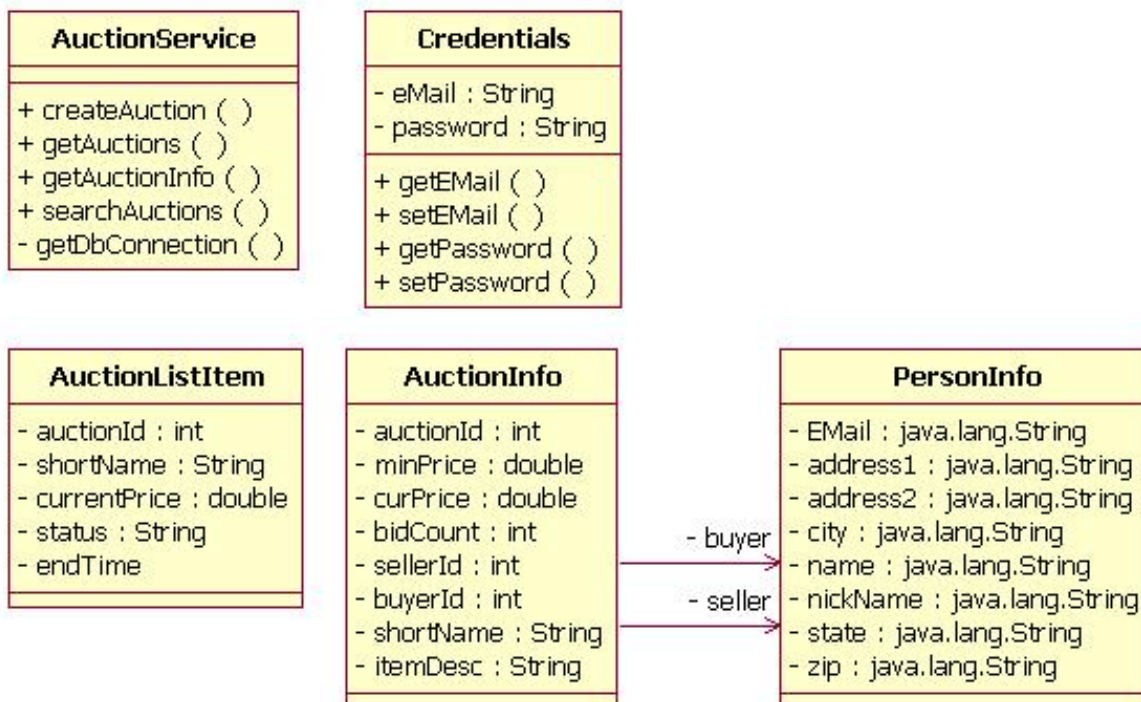 AuctionService
+ createAuction ( )
+ getAuctions ( )
+ getAuctionInfo ( )
+ searchAuctions ( )
- getDbConnection ( )
Credentials
- eMail : String
- password : String
+ getEMail ( )
+ setEMail ( )
+ getPassword ( )
+ setPassword ( )
AuctionListItem
- auctionId : int
- shortName : String
- currentPrice : double
- status : String
- endTime
AuctionInfo
- auctionId : int
- minPrice : double
- curPrice : double
- bidCount : int
- sellerId : int
- buyerId : int
- shortName : String
- itemDesc : String
- buyer
- seller
PersonInfo
- EMail : java.lang.String
- address1 : java.lang.String
- address2 : java.lang.String
- city : java.lang.String
- name : java.lang.String
- nickName : java.lang.String
- state : java.lang.String
- zip : java.lang.String